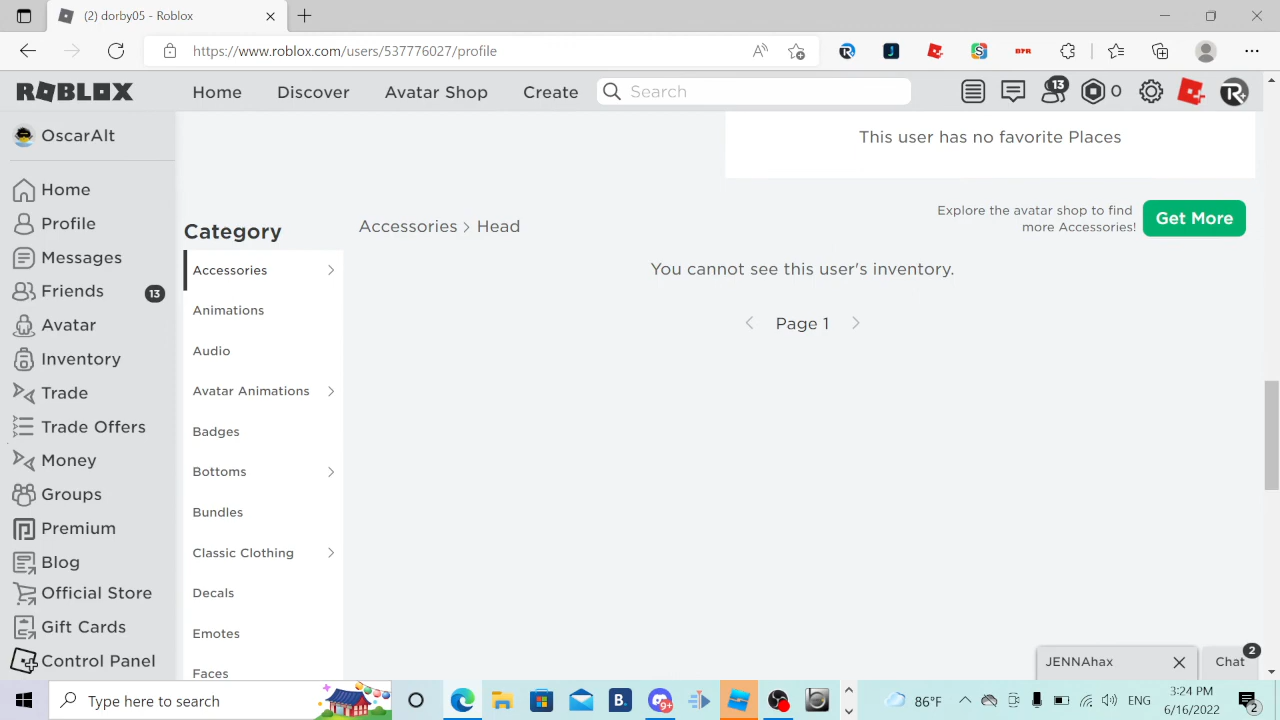 (2) dorby05 - Roblox
https://www.roblox.com/users/537776027/profile
ROBLOX
Home
Discover
Avatar Shop
Create
Search
13
0
OscarAlt
Home
Profile
Messages
Friends
13
Avatar
Inventory
Trade
Trade Offers
Money
Groups
Premium
Blog
Official Store
Gift Cards
Control Panel
This user has no favorite Places
Category
Accessories
Animations
Audio
Avatar Animations
Badges
Bottoms
Bundles
Classic Clothing
Decals
Emotes
Faces
Accessories > Head
Explore the avatar shop to find
more Accessories!
Get More
You cannot see this user's inventory.
Page 1
JENNAhax
Chat
2
Type here to search
B.
9+
86°F
ENG
3:24 PM
6/16/2022
2